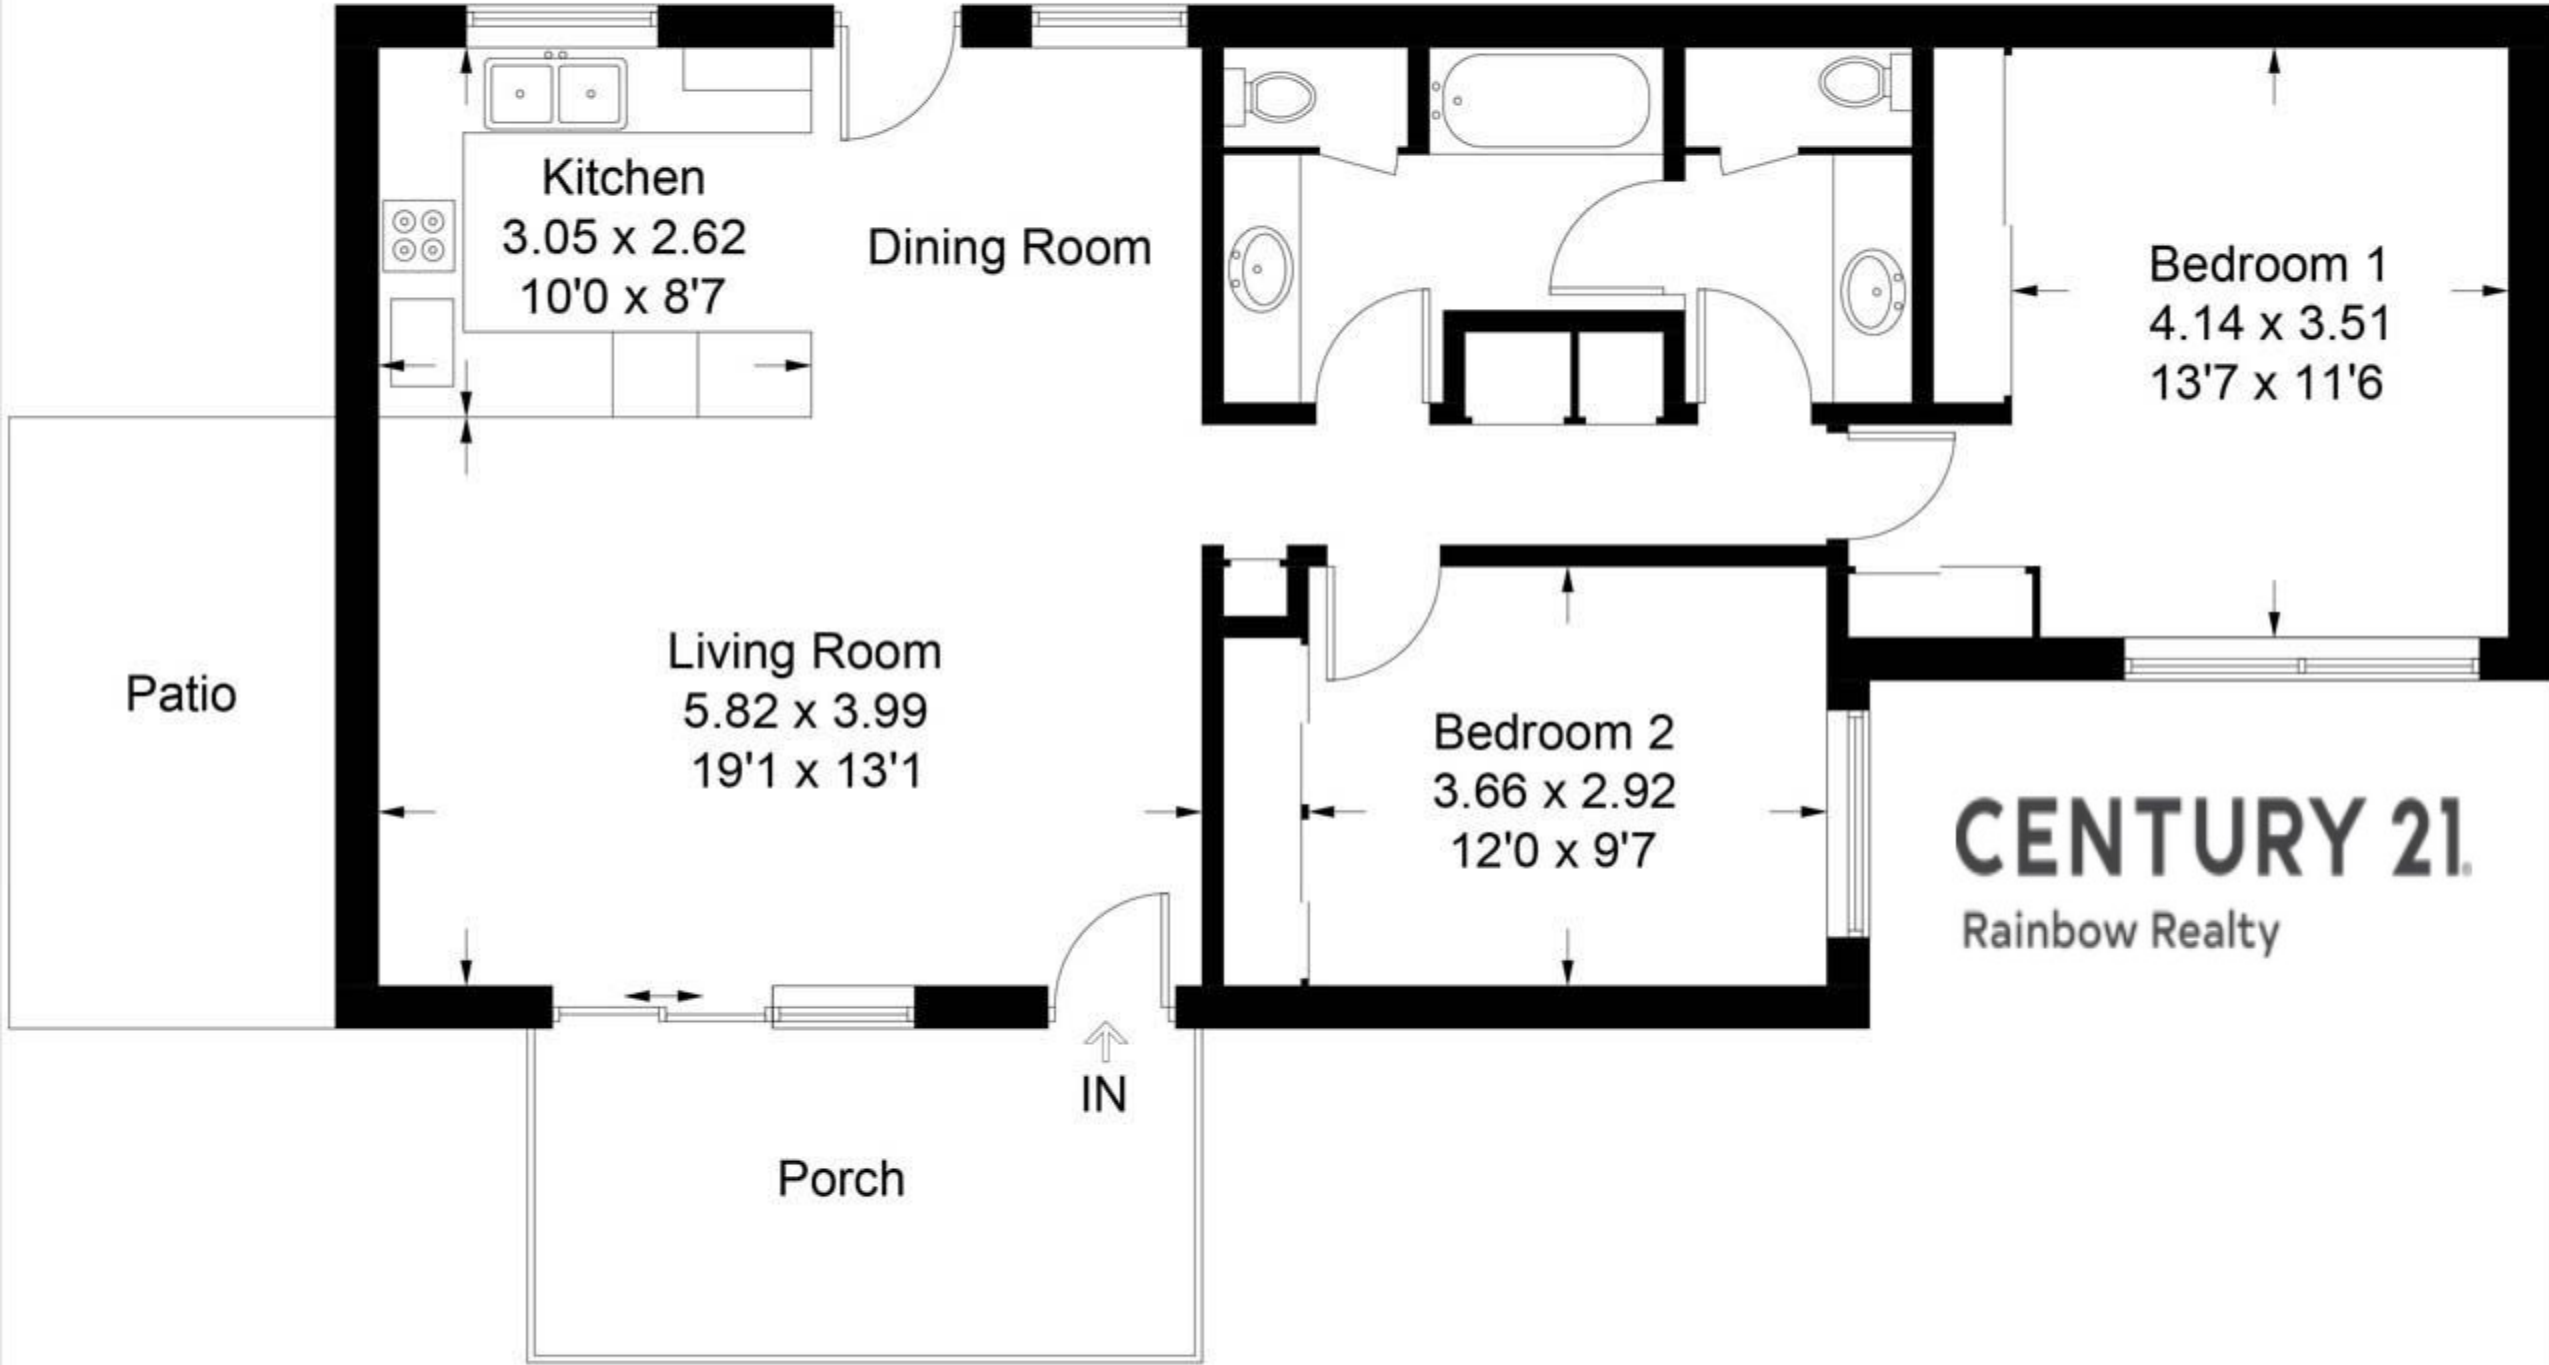 Kitchen
3.05 x 2.62
10'0 x 8'7
Dining Room
Bedroom 1
4.14 x 3.51
13'7 x 11'6
Patio
Living Room
5.82 x 3.99
19'1 x 13'1
Bedroom 2
3.66 x 2.92
12'0 x 9'7
CENTURY 21®
Rainbow Realty
IN
Porch